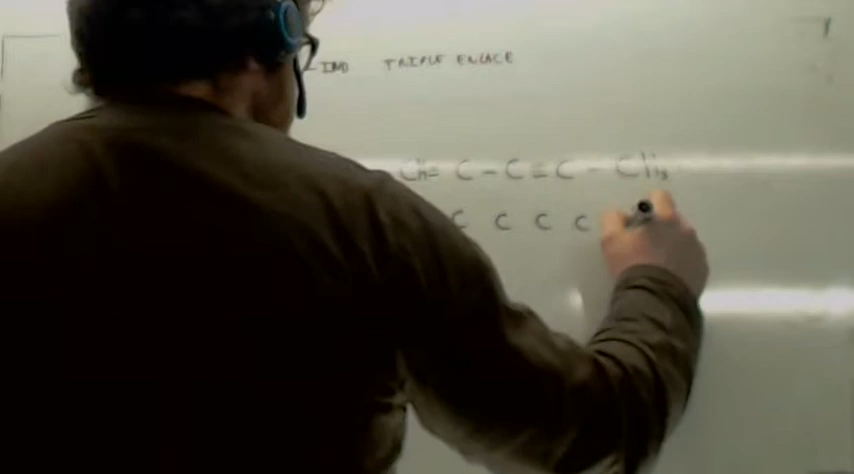 TRIPLE ENLACE
CH= C - C ≡ C - CH₃
C C C C